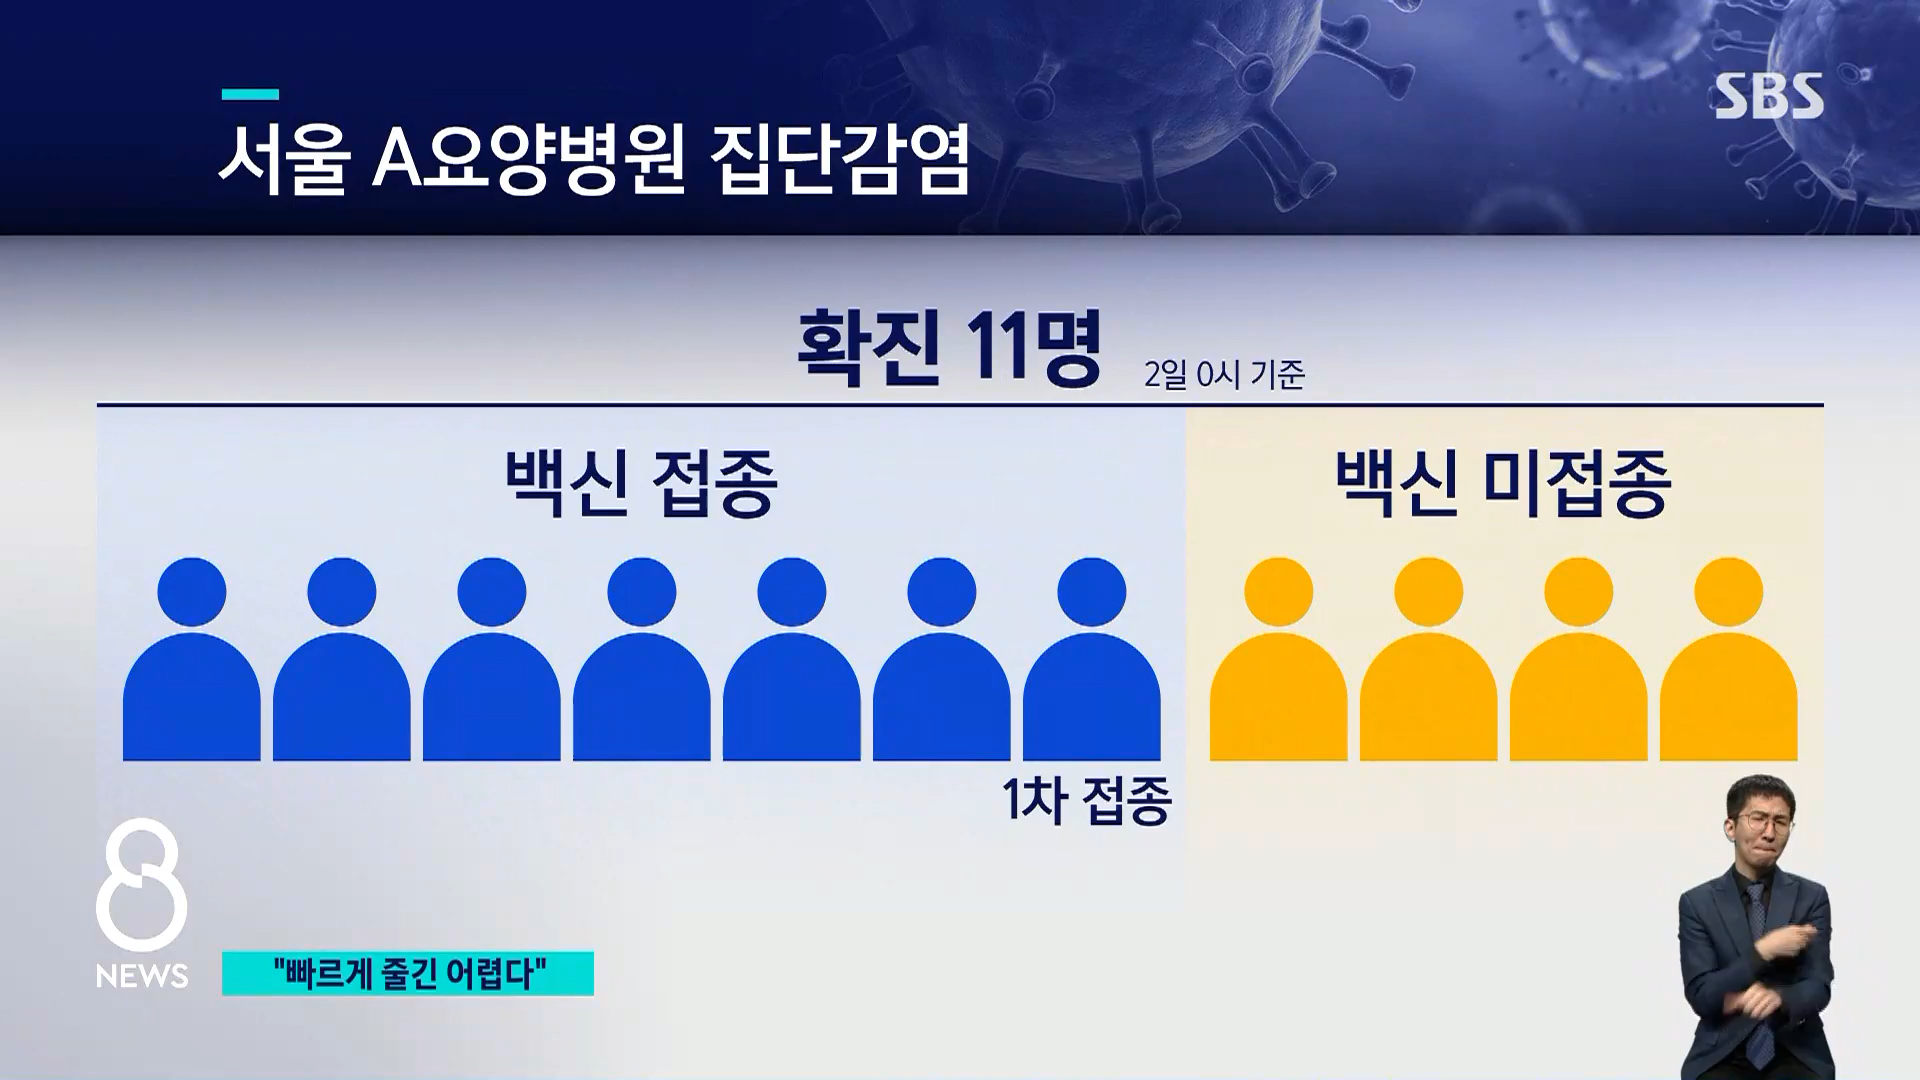 서울 A요양병원 집단감염
SBS
확진 11명 2일 0시 기준
백신 접종
백신 미접종
1차 접종
8
NEWS
"빠르게 줄긴 어렵다"